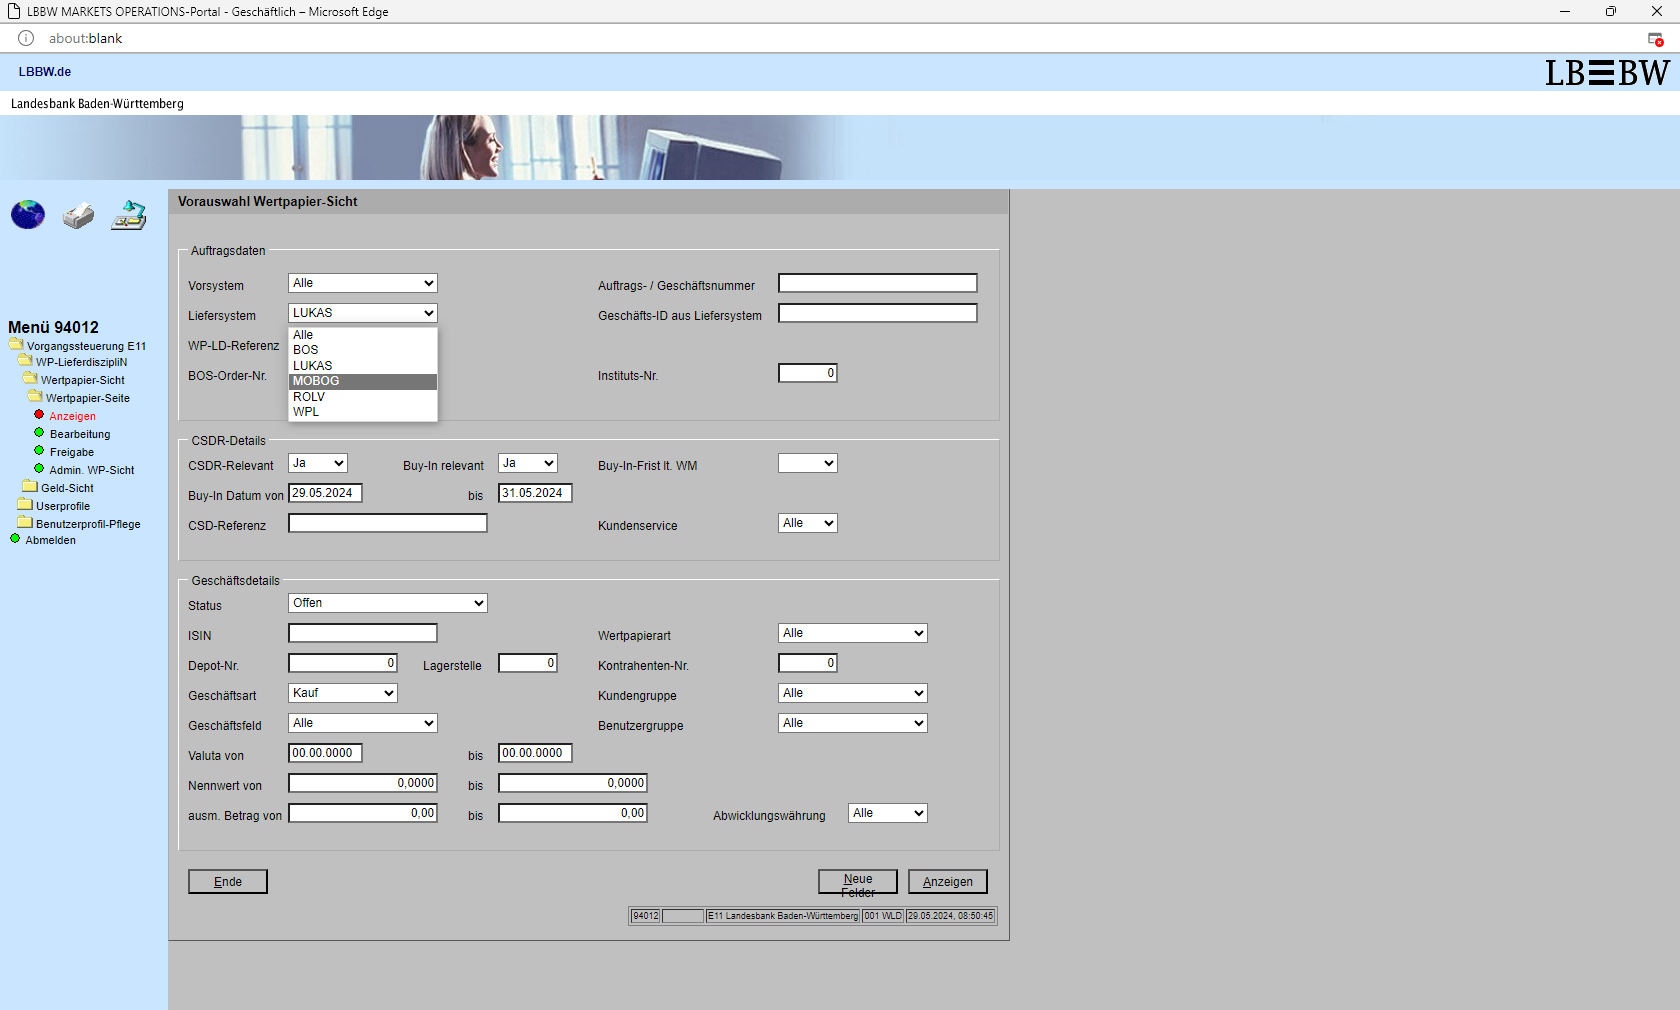 LBBW MARKETS OPERATIONS-Portal - Geschäftlich – Microsoft Edge
about:blank
LBBW.de
LBBW
Landesbank Baden-Württemberg
Menü 94012
Vorgangssteuerung E11
WP-LieferdisziplіN
Wertpapier-Sicht
Wertpapier-Seite
Anzeigen
Bearbeitung
Freigabe
Admin. WP-Sicht
Geld-Sicht
Userprofile
Benutzerprofil-Pflege
Abmelden
Vorauswahl Wertpapier-Sicht
Auftragsdaten
Vorsystem Alle Auftrags- / Geschäftsnummer
Liefersystem LUKAS Geschäfts-ID aus Liefersystem
WP-LD-Referenz
BOS-Order-Nr. Instituts-Nr. 0
Alle
BOS
LUKAS
MOBOG
ROLV
WPL
CSDR-Details
CSDR-Relevant Ja Buy-In relevant Ja Buy-In-Frist lt. WM
Buy-In Datum von 29.05.2024 bis 31.05.2024
CSD-Referenz Kundenservice Alle
Geschäftsdetails
Status Offen
ISIN Wertpapierart Alle
Depot-Nr. 0 Lagerstelle 0 Kontrahenten-Nr. 0
Geschäftsart Kauf Kundengruppe Alle
Geschäftsfeld Alle Benutzergruppe Alle
Valuta von 00.00.0000 bis 00.00.0000
Nennwert von 0,0000 bis 0,0000
ausm. Betrag von 0,00 bis 0,00 Abwicklungswährung Alle
Ende Neue Felder Anzeigen
94012 E11 Landesbank Baden-Württemberg 001 WLD 29.05.2024, 08:50:45